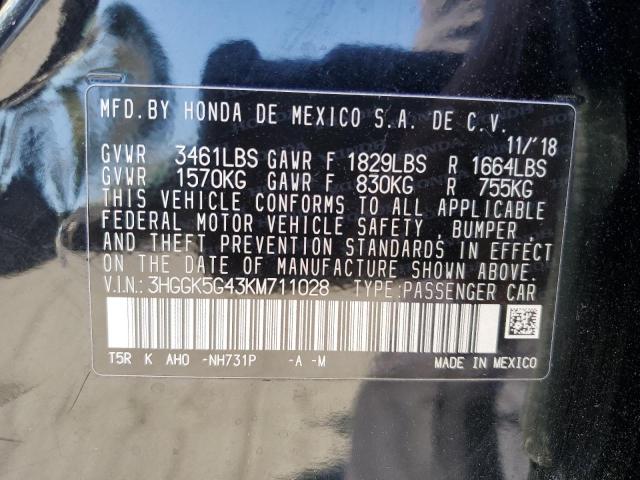 MFD. BY HONDA DE MEXICO S.A. DE C.V.
11/'18
GVWR 3461LBS GAWR F 1829LBS R 1664LBS
GVWR 1570KG GAWR F 830KG R 755KG
THIS VEHICLE CONFORMS TO ALL APPLICABLE
FEDERAL MOTOR VEHICLE SAFETY, BUMPER,
AND THEFT PREVENTION STANDARDS IN EFFECT
ON THE DATE OF MANUFACTURE SHOWN ABOVE.
V.I.N.: 3HGGK5G43KM711028 TYPE: PASSENGER CAR
T5R K AHO -NH731P -A -M MADE IN MEXICO